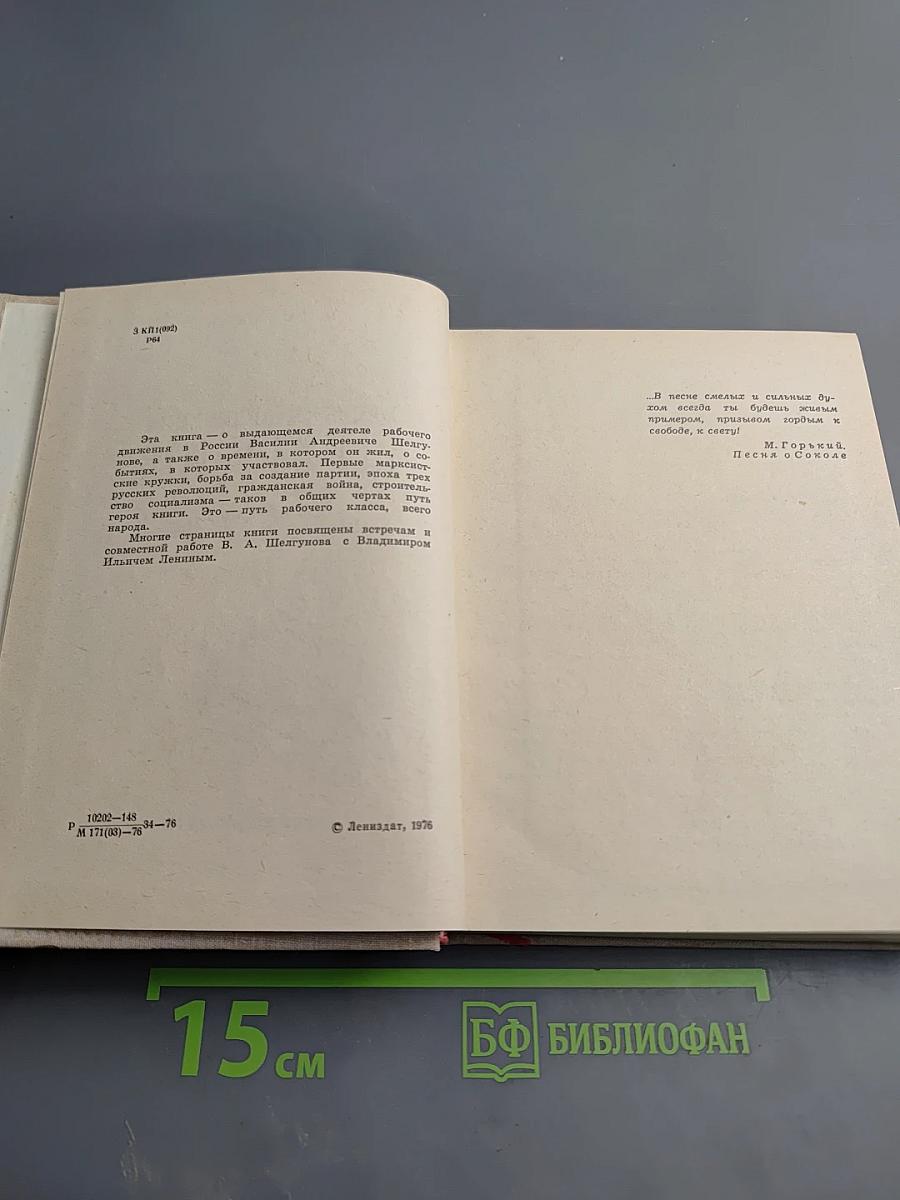 3 КП1(092)
Р64
Эта книга — о выдающемся деятеле рабочего
движения в России Василии Андреевиче Шелгу-
нове, а также о времени, в котором он жил, о со-
бытиях, в которых участвовал. Первые марксист-
ские кружки, борьба за создание партии, эпоха трех
русских революций, гражданская война, строитель-
ство социализма — таков в общих чертах путь
героя книги. Это — путь рабочего класса, всего
народа.
Многие страницы книги посвящены встречам и
совместной работе В. А. Шелгунова с Владимиром
Ильичем Лениным.
Р 10202—148
М 171(03)—76 34—76
© Лениздат, 1976
...В песне смелых и сильных ду-
хом всегда ты будешь живым
примером, призывом гордым к
свободе, к свету!
М. Горький.
Песня о Соколе
15 СМ
БФ БИБЛИОФАН